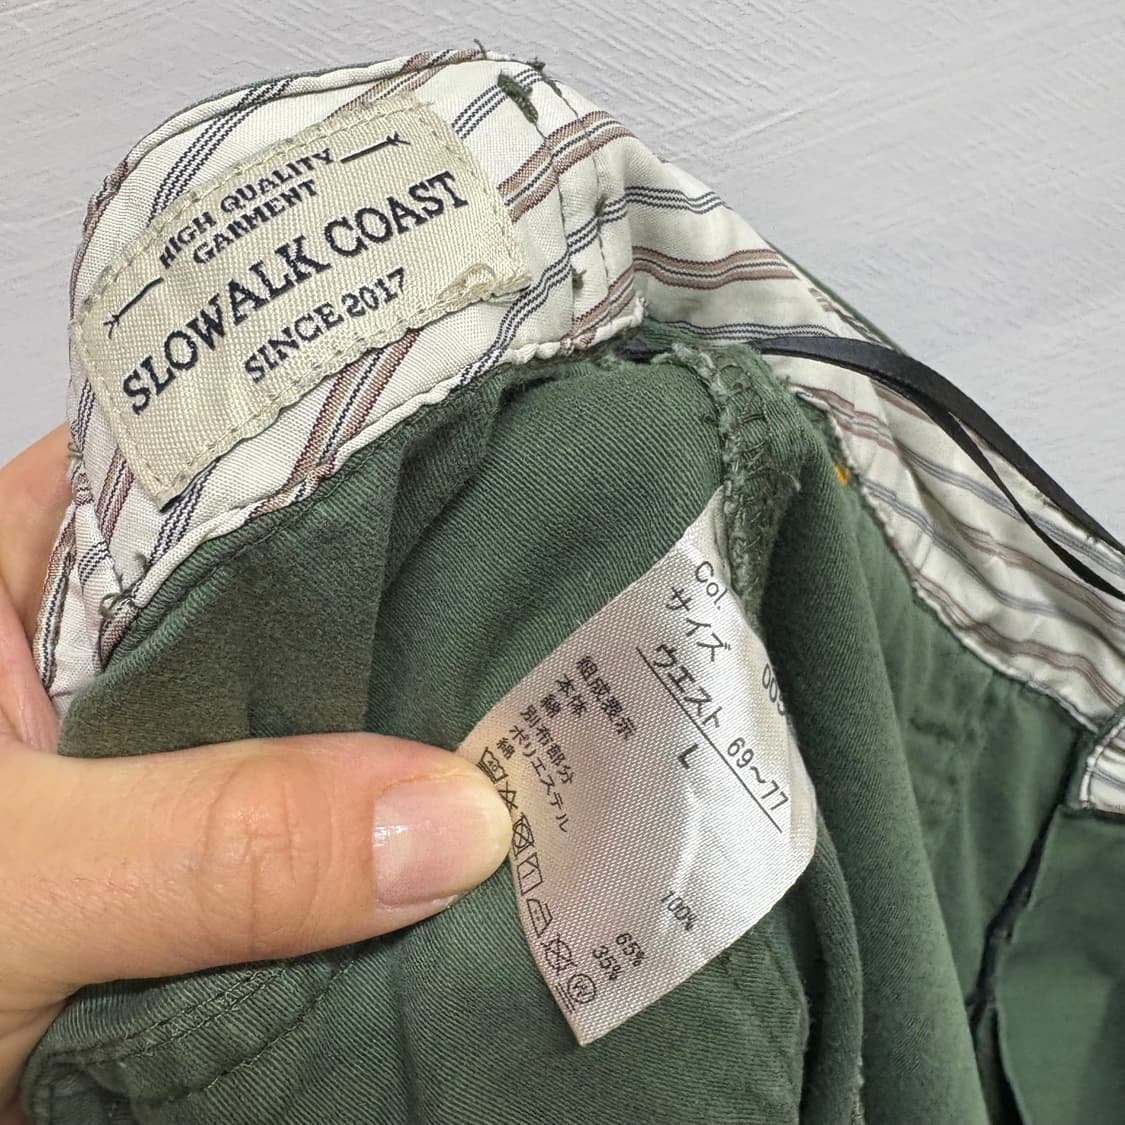 HIGH QUALITY
GARMENT
SLOWALK COAST
SINCE 2017
Col.
サイズ L
ウエスト 69~77
組成表示
本体
綿 100%
別布部分
ポリエステル 65%
綿 35%